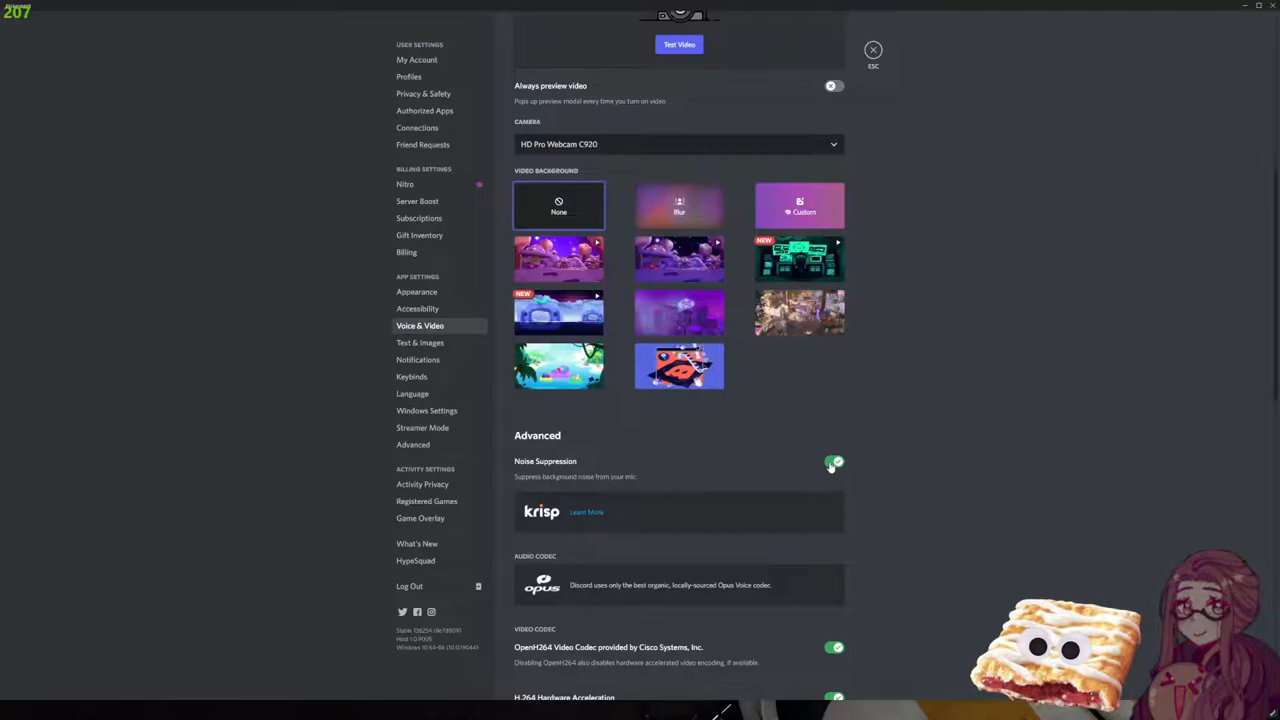 Discord
207
USER SETTINGS
My Account
Profiles
Privacy & Safety
Authorized Apps
Connections
Friend Requests
BILLING SETTINGS
Nitro
Server Boost
Subscriptions
Gift Inventory
Billing
APP SETTINGS
Appearance
Accessibility
Voice & Video
Text & Images
Notifications
Keybinds
Language
Windows Settings
Streamer Mode
Advanced
ACTIVITY SETTINGS
Activity Privacy
Registered Games
Game Overlay
What's New
HypeSquad
Log Out
Host 1.0.9005
Test Video
ESC
Always preview video
Pops up preview modal every time you turn on video
CAMERA
HD Pro Webcam C920
VIDEO BACKGROUND
None
Blur
Custom
NEW
NEW
Advanced
Noise Suppression
Suppress background noise from your mic.
krisp
Learn More
AUDIO CODEC
opus
Discord uses only the best organic, locally-sourced Opus Voice codec.
VIDEO CODEC
OpenH264 Video Codec provided by Cisco Systems, Inc.
Disabling OpenH264 also disables hardware accelerated video encoding, if available.
H.264 Hardware Acceleration